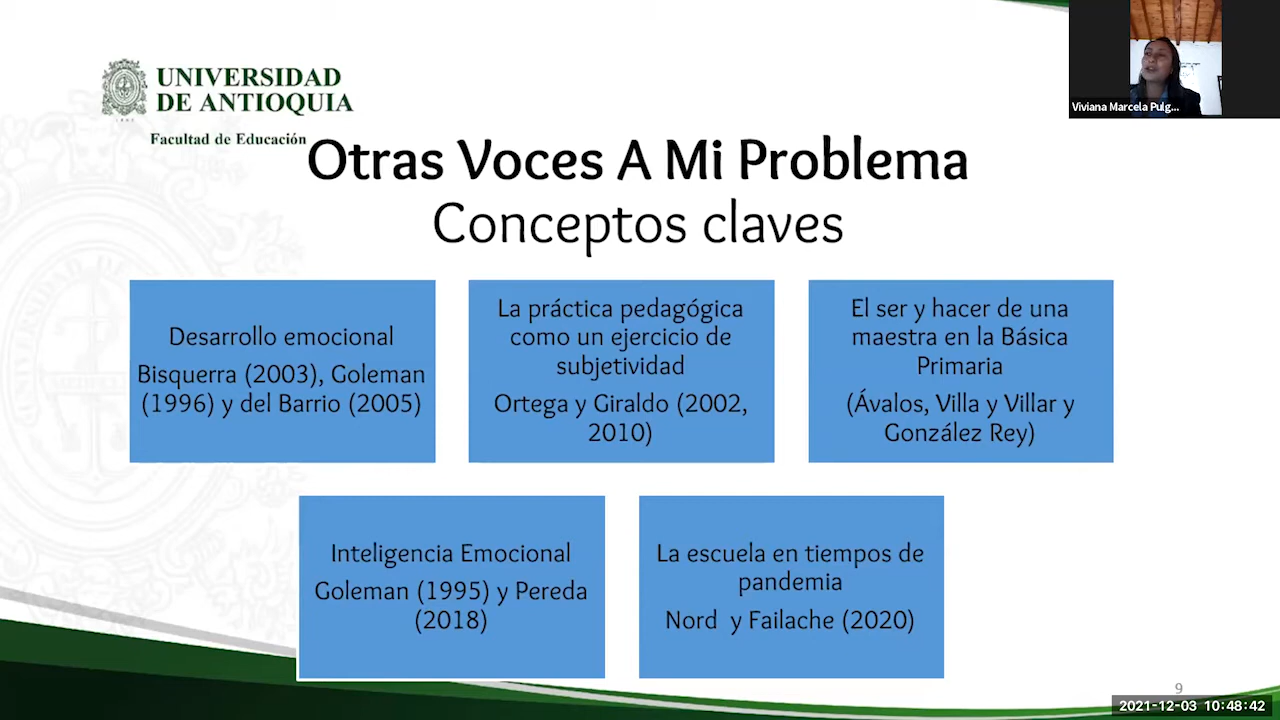 UNIVERSIDAD
DE ANTIOQUIA
Facultad de Educación
Viviana Marcela Pulg...
Otras Voces A Mi Problema
Conceptos claves
Desarrollo emocional
Bisquerra (2003), Goleman
(1996) y del Barrio (2005)
La práctica pedagógica
como un ejercicio de
subjetividad
Ortega y Giraldo (2002,
2010)
El ser y hacer de una
maestra en la Básica
Primaria
(Ávalos, Villa y Villar y
González Rey)
Inteligencia Emocional
Goleman (1995) y Pereda
(2018)
La escuela en tiempos de
pandemia
Nord y Failache (2020)
9
2021-12-03 10:48:42